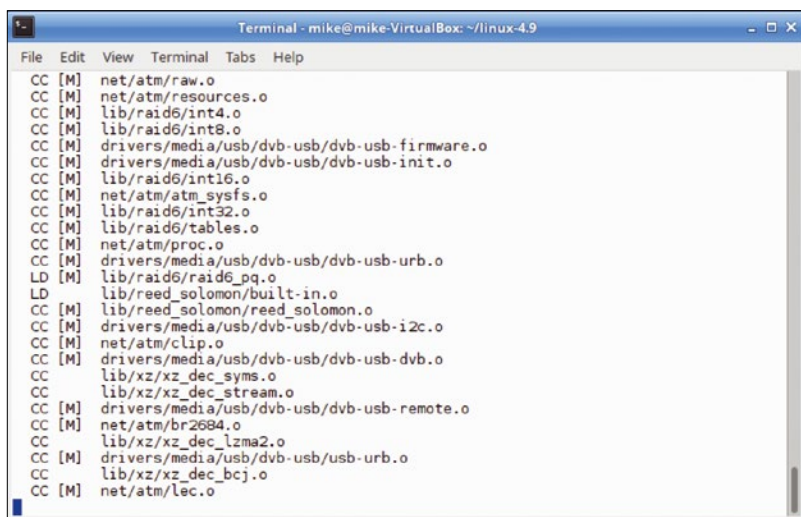 Terminal - mike@mike-VirtualBox: ~/linux-4.9
File Edit View Terminal Tabs Help
CC [M] net/atm/raw.o
CC [M] net/atm/resources.o
CC [M] lib/raid6/int4.o
CC [M] lib/raid6/int8.o
CC [M] drivers/media/usb/dvb-usb/dvb-usb-firmware.o
CC [M] drivers/media/usb/dvb-usb/dvb-usb-init.o
CC [M] lib/raid6/int16.o
CC [M] net/atm/atm_sysfs.o
CC [M] lib/raid6/int32.o
CC [M] lib/raid6/tables.o
CC [M] net/atm/proc.o
CC [M] drivers/media/usb/dvb-usb/dvb-usb-urb.o
LD [M] lib/raid6/raid6_pq.o
LD lib/reed_solomon/built-in.o
CC [M] lib/reed_solomon/reed_solomon.o
CC [M] drivers/media/usb/dvb-usb/dvb-usb-i2c.o
CC [M] net/atm/clip.o
CC [M] drivers/media/usb/dvb-usb/dvb-usb-dvb.o
CC lib/xz/xz_dec_syms.o
CC lib/xz/xz_dec_stream.o
CC [M] drivers/media/usb/dvb-usb/dvb-usb-remote.o
CC [M] net/atm/br2684.o
CC lib/xz/xz_dec_lzma2.o
CC [M] drivers/media/usb/dvb-usb/usb-urb.o
CC lib/xz/xz_dec_bcj.o
CC [M] net/atm/lec.o